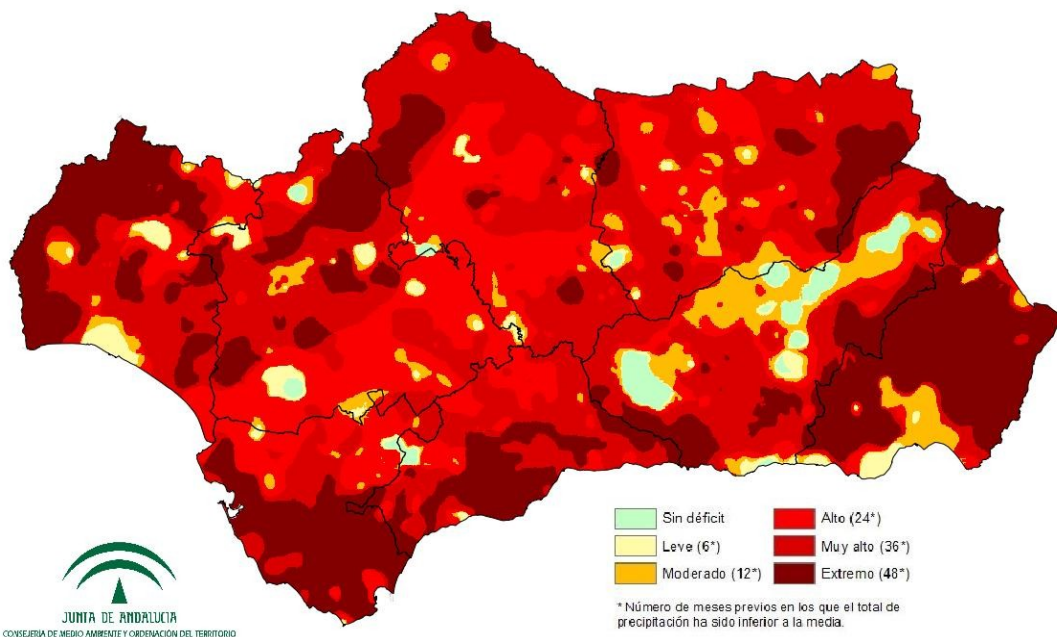 Sin déficit
Leve (6*)
Moderado (12*)
Alto (24*)
Muy alto (36*)
Extremo (48*)
* Número de meses previos en los que el total de
precipitación ha sido inferior a la media.
JUNTA DE ANDALUCIA
CONSEJERÍA DE MEDIO AMBIENTE Y ORDENACIÓN DEL TERRITORIO